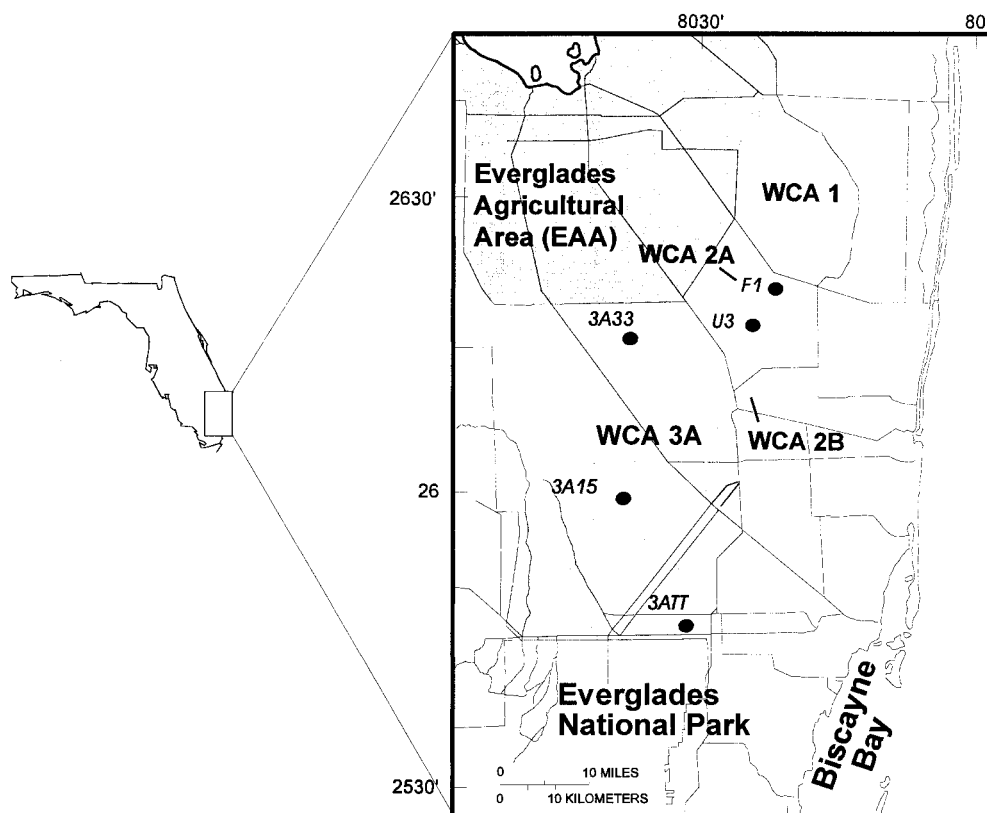 8030'
80
2630'
Everglades
Agricultural
Area (EAA)
WCA 1
WCA 2A
F1
3A33
U3
WCA 3A
WCA 2B
3A15
26
3ATT
Everglades
National Park
Biscayne
Bay
0 10 MILES
0 10 KILOMETERS
2530'